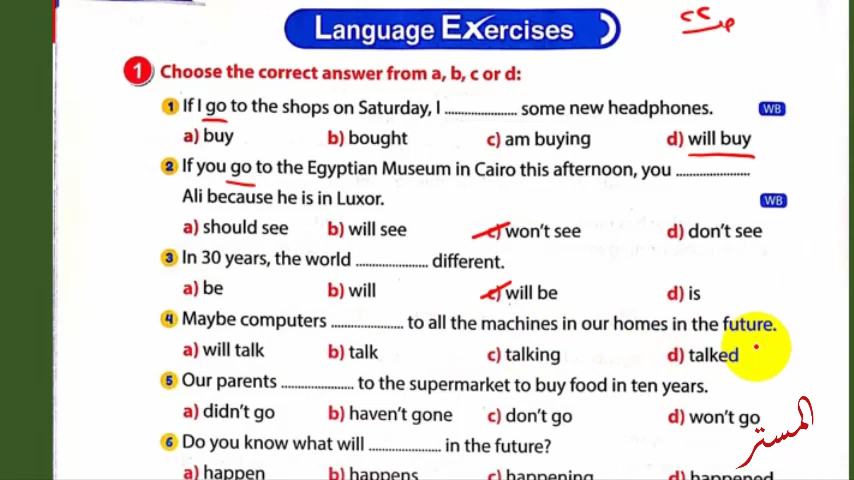 Language Exercises
1 Choose the correct answer from a, b, c or d:
1 If I go to the shops on Saturday, I ..................... some new headphones. WB
a) buy b) bought c) am buying d) will buy
2 If you go to the Egyptian Museum in Cairo this afternoon, you .....................
Ali because he is in Luxor. WB
a) should see b) will see c) won't see d) don't see
3 In 30 years, the world ..................... different.
a) be b) will c) will be d) is
4 Maybe computers ..................... to all the machines in our homes in the future.
a) will talk b) talk c) talking d) talked
5 Our parents ..................... to the supermarket to buy food in ten years.
a) didn't go b) haven't gone c) don't go d) won't go
6 Do you know what will ..................... in the future?
a) happen b) happens c) happening d) happened
المستر